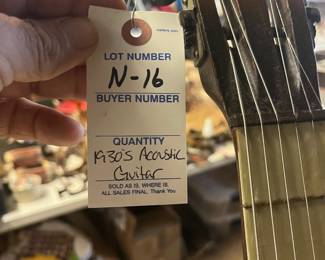 LOT NUMBER
N-16
BUYER NUMBER
QUANTITY
1930's Acoustic
Guitar
SOLD AS IS, WHERE IS.
ALL SALES FINAL, Thank You